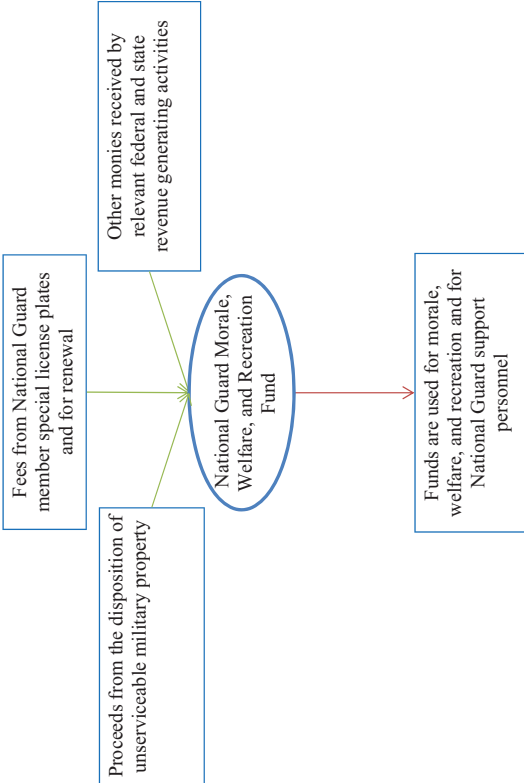 Fees from National Guard
member special license plates
and for renewal
Proceeds from the disposition of
unserviceable military property
Other monies received by
relevant federal and state
revenue generating activities
National Guard Morale,
Welfare, and Recreation
Fund
Funds are used for morale,
welfare, and recreation and for
National Guard support
personnel